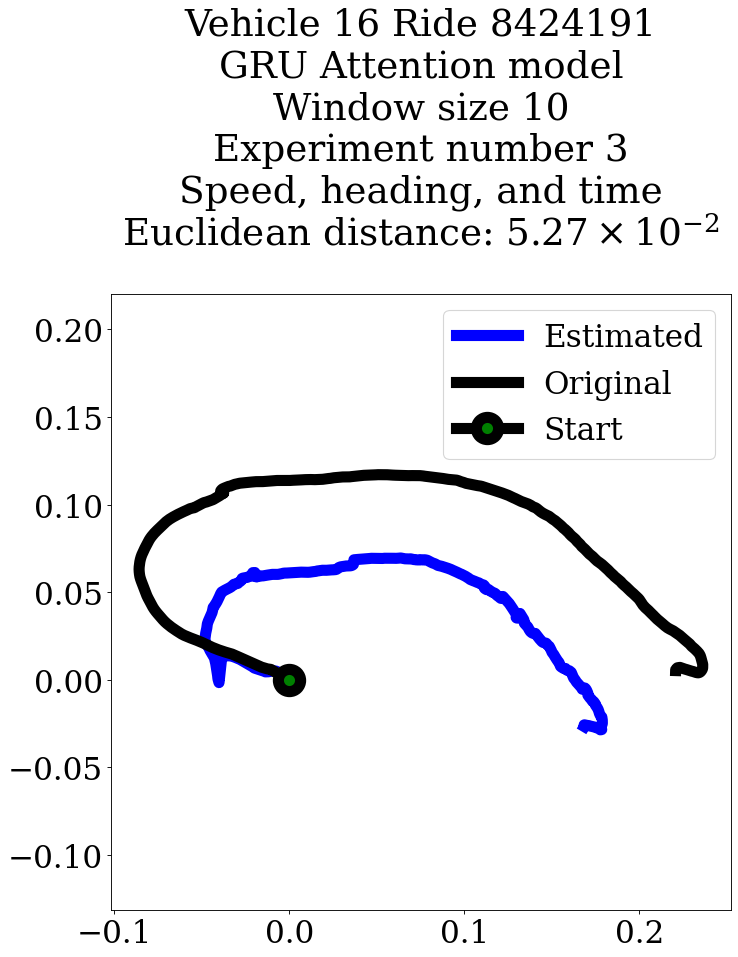 Vehicle 16 Ride 8424191
GRU Attention model
Window size 10
Experiment number 3
Speed, heading, and time
Euclidean distance: 5.27 × 10⁻²
Estimated
Original
Start
0.20
0.15
0.10
0.05
0.00
−0.05
−0.10
−0.1 0.0 0.1 0.2